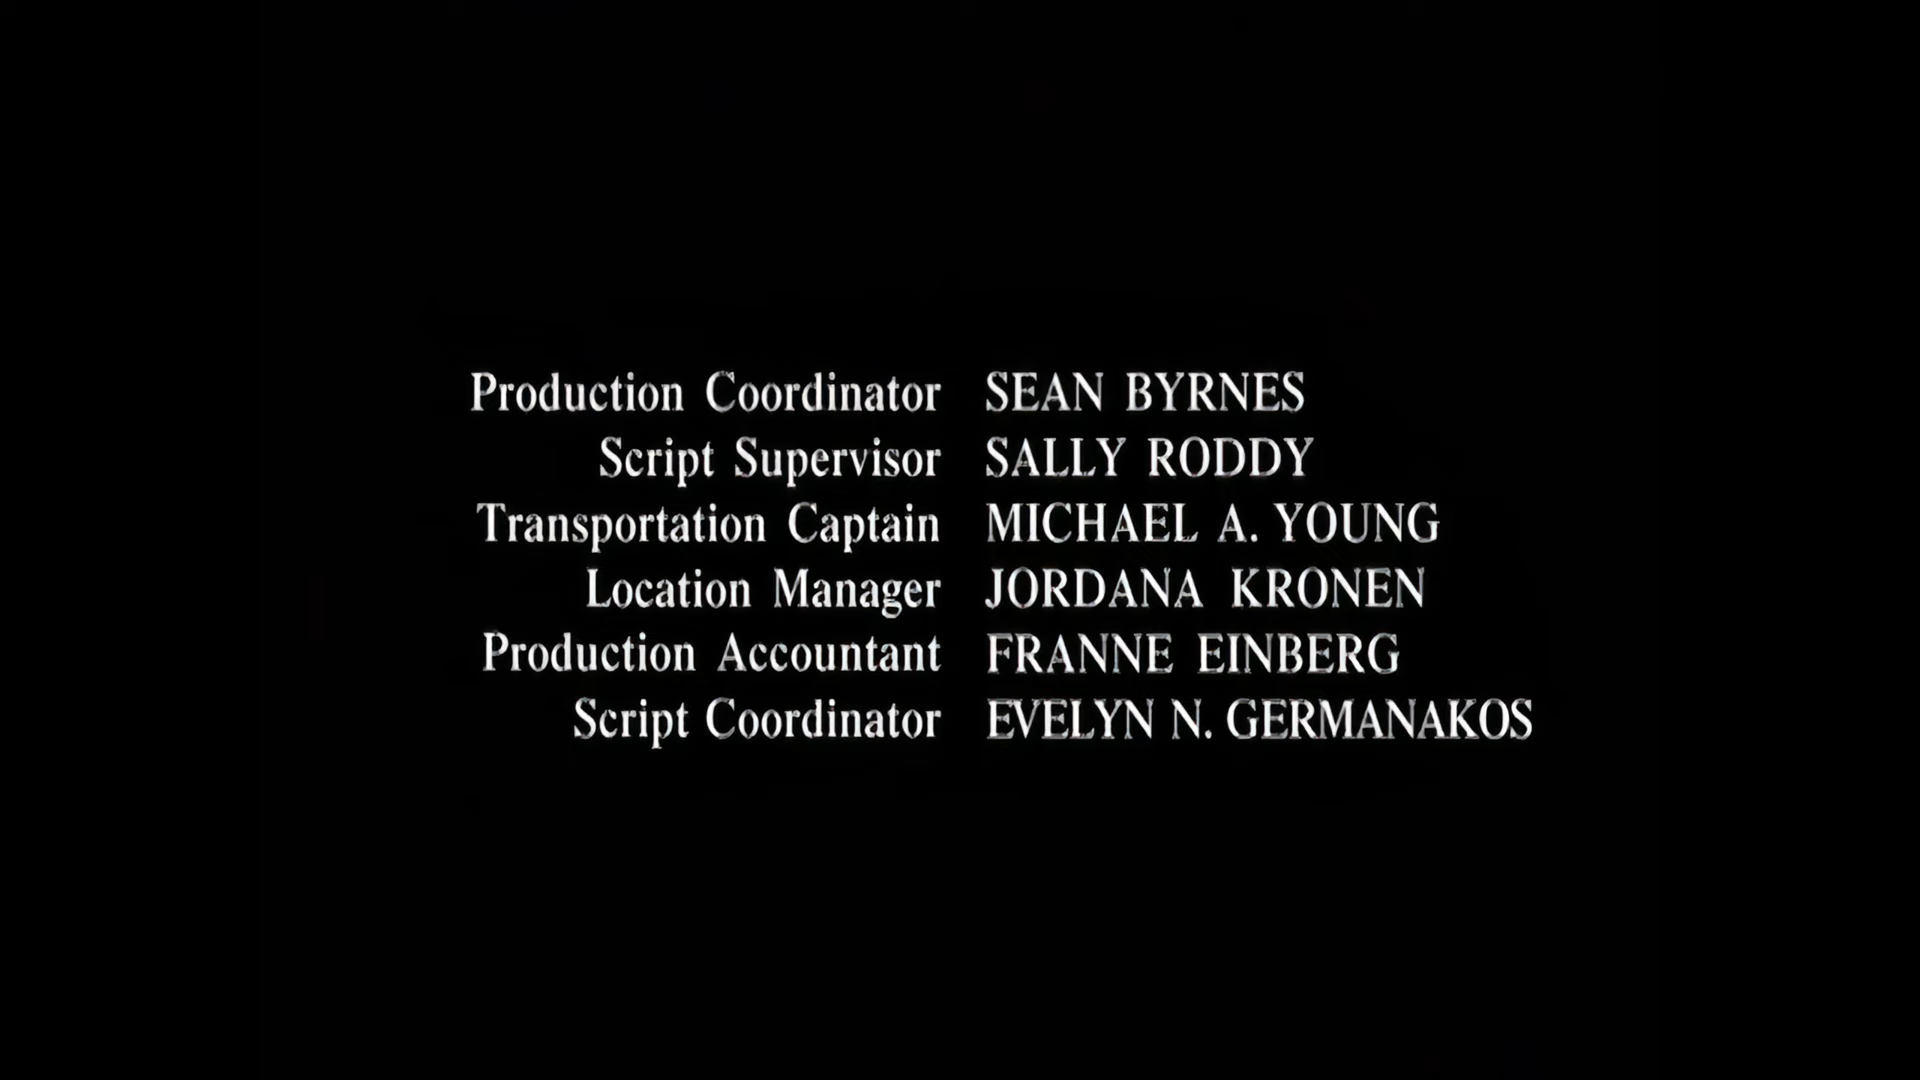 Production Coordinator SEAN BYRNES
Script Supervisor SALLY RODDY
Transportation Captain MICHAEL A. YOUNG
Location Manager JORDANA KRONEN
Production Accountant FRANNE EINBERG
Script Coordinator EVELYN N. GERMANAKOS